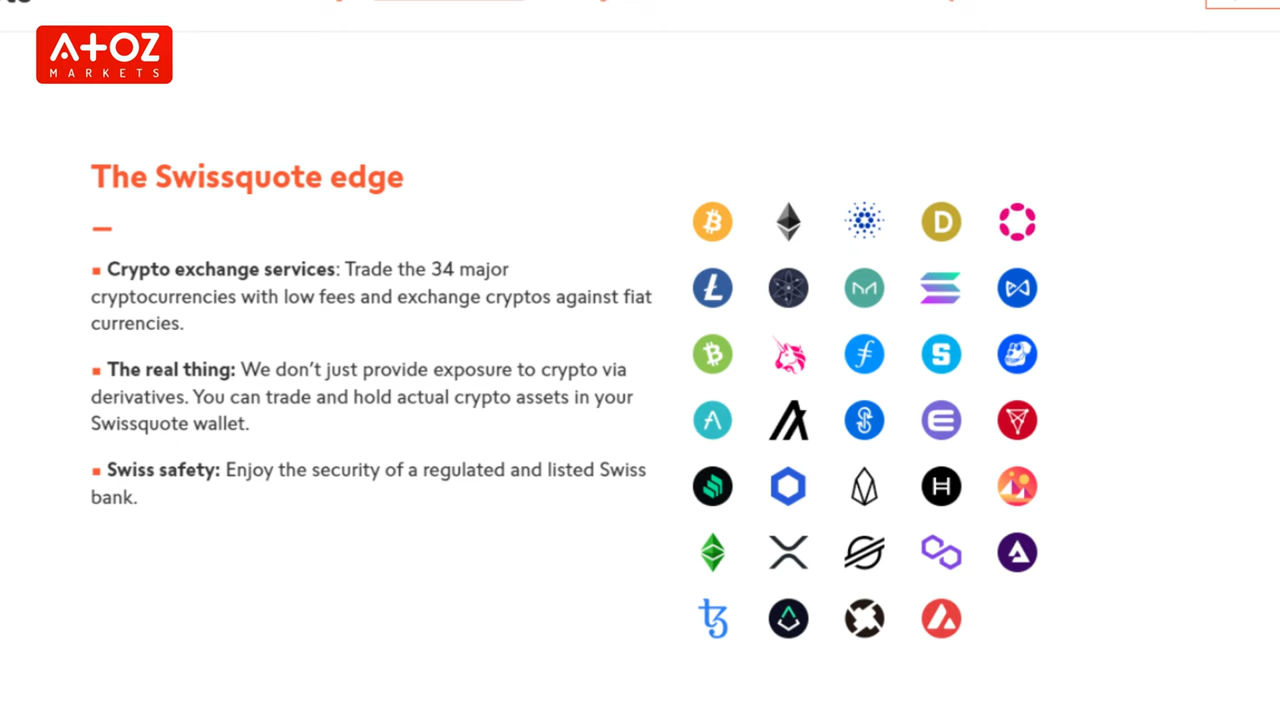 A+OZ
MARKETS
The Swissquote edge
▪ Crypto exchange services: Trade the 34 major
cryptocurrencies with low fees and exchange cryptos against fiat
currencies.
▪ The real thing: We don’t just provide exposure to crypto via
derivatives. You can trade and hold actual crypto assets in your
Swissquote wallet.
▪ Swiss safety: Enjoy the security of a regulated and listed Swiss
bank.